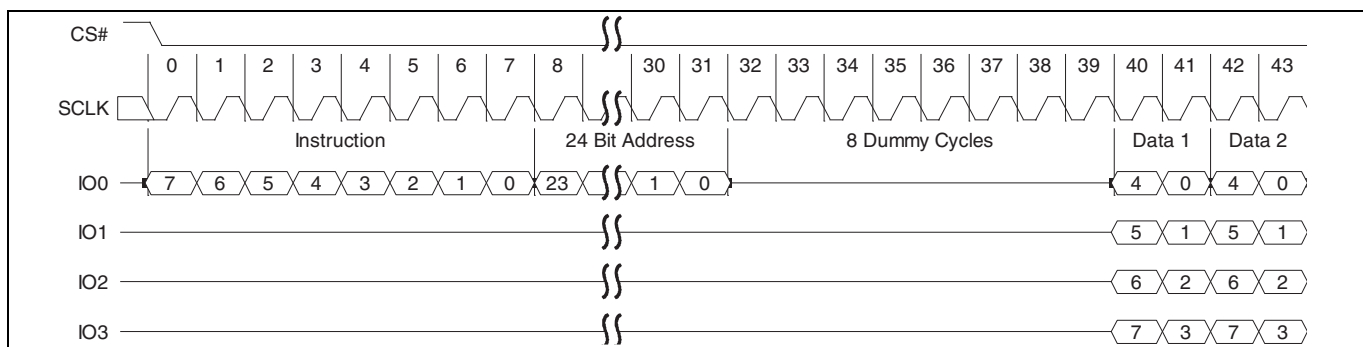 CS#
0 1 2 3 4 5 6 7 8 30 31 32 33 34 35 36 37 38 39 40 41 42 43
SCLK
Instruction 24 Bit Address 8 Dummy Cycles Data 1 Data 2
IO0 7 6 5 4 3 2 1 0 23 1 0 4 0 4 0
IO1 5 1 5 1
IO2 6 2 6 2
IO3 7 3 7 3